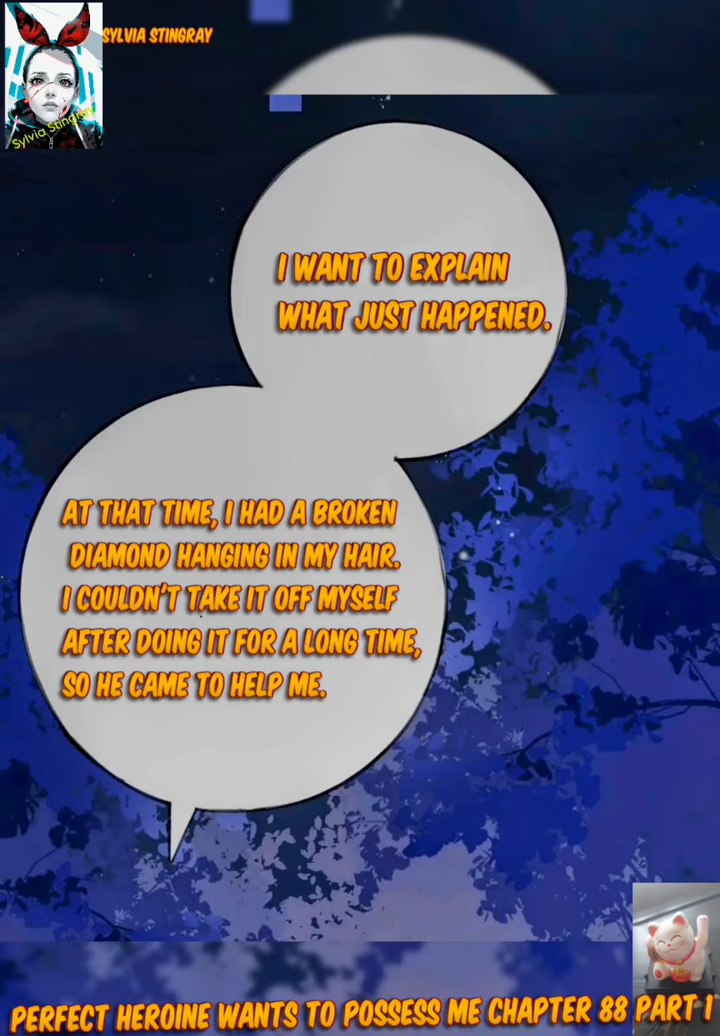 SYLVIA STINGRAY
Sylvia Stingray
I WANT TO EXPLAIN
WHAT JUST HAPPENED.
AT THAT TIME, I HAD A BROKEN
DIAMOND HANGING IN MY HAIR.
I COULDN'T TAKE IT OFF MYSELF
AFTER DOING IT FOR A LONG TIME,
SO HE CAME TO HELP ME.
PERFECT HEROINE WANTS TO POSSESS ME CHAPTER 88 PART 1